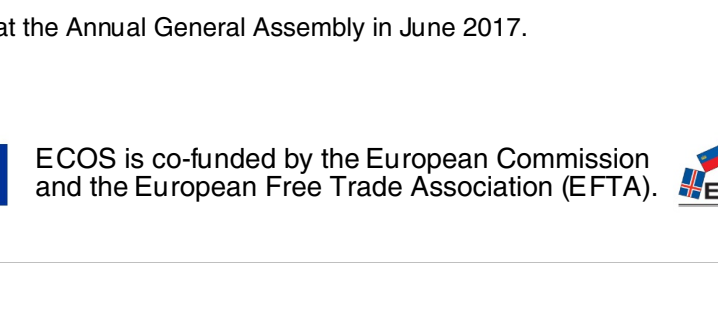 at the Annual General Assembly in June 2017.
ECOS is co-funded by the European Commission
and the European Free Trade Association (EFTA).
E